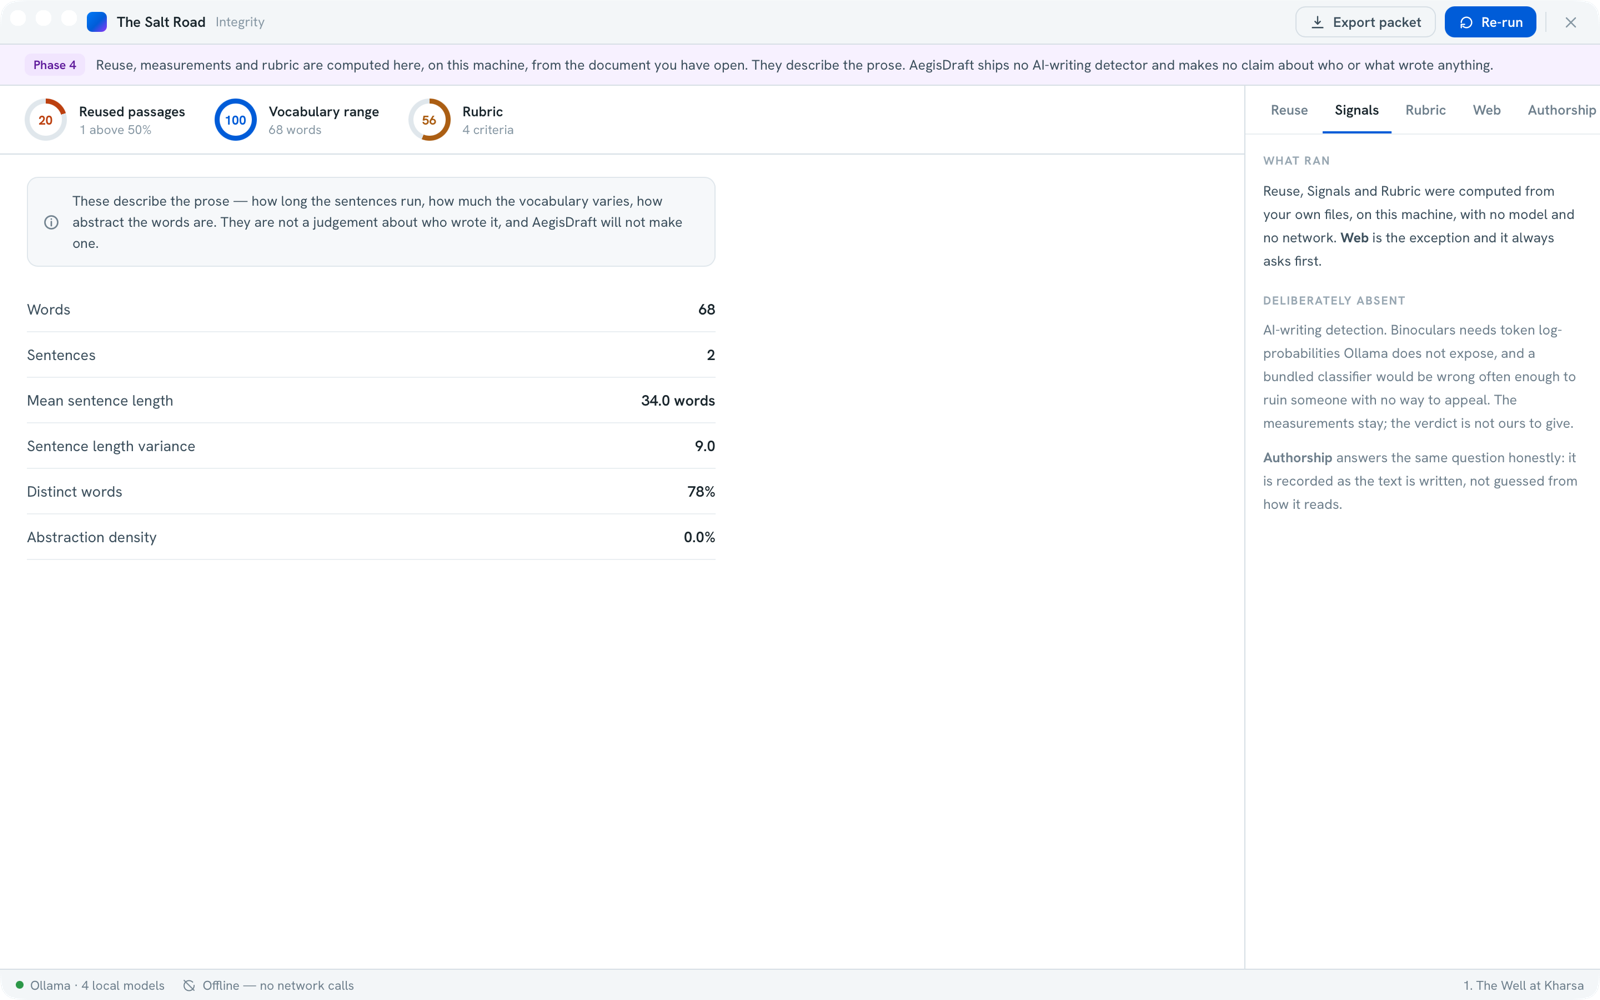 The Salt Road Integrity
Export packet
Re-run
Phase 4 Reuse, measurements and rubric are computed here, on this machine, from the document you have open. They describe the prose. AegisDraft ships no AI-writing detector and makes no claim about who or what wrote anything.
20
Reused passages
1 above 50%
100
Vocabulary range
68 words
56
Rubric
4 criteria
These describe the prose — how long the sentences run, how much the vocabulary varies, how
abstract the words are. They are not a judgement about who wrote it, and AegisDraft will not make
one.
Words 68
Sentences 2
Mean sentence length 34.0 words
Sentence length variance 9.0
Distinct words 78%
Abstraction density 0.0%
Reuse Signals Rubric Web Authorship
WHAT RAN
Reuse, Signals and Rubric were computed from
your own files, on this machine, with no model and
no network. Web is the exception and it always
asks first.
DELIBERATELY ABSENT
AI-writing detection. Binoculars needs token log-
probabilities Ollama does not expose, and a
bundled classifier would be wrong often enough to
ruin someone with no way to appeal. The
measurements stay; the verdict is not ours to give.
Authorship answers the same question honestly: it
is recorded as the text is written, not guessed from
how it reads.
Ollama · 4 local models
Offline — no network calls
1. The Well at Kharsa